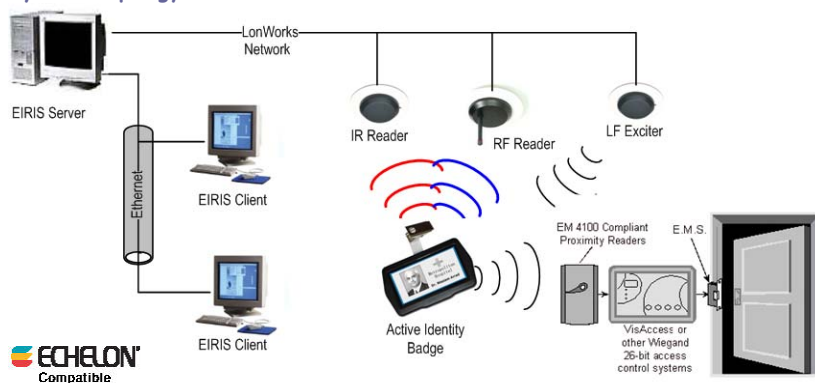 LonWorks
Network
EIRIS Server
IR Reader
RF Reader
LF Exciter
Ethernet
EIRIS Client
EM 4100 Compliant
Proximity Readers
E.M.S.
Active Identity
Badge
EIRIS Client
VisAccess or
other Wiegand
26-bit access
control systems
ECHELON'
Compatible